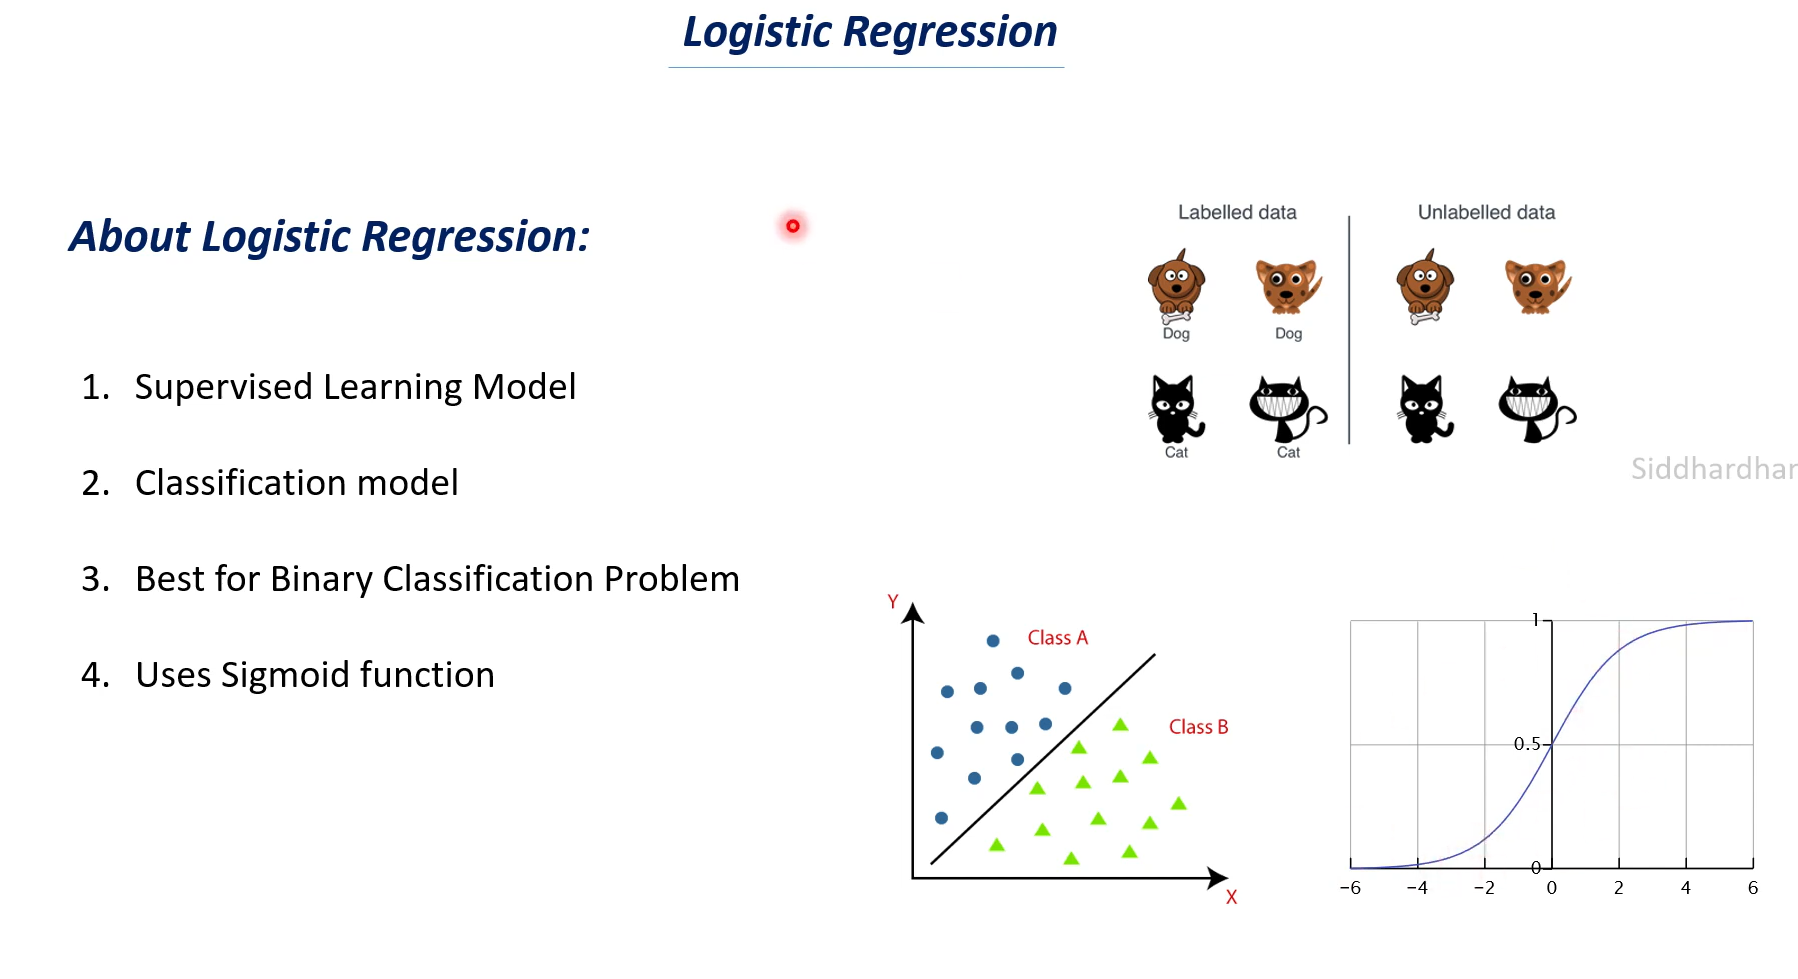 Logistic Regression
About Logistic Regression:
1. Supervised Learning Model
2. Classification model
3. Best for Binary Classification Problem
4. Uses Sigmoid function
Labelled data
Unlabelled data
Dog
Dog
Cat
Cat
Siddhardhan
Y
Class A
Class B
X
1
0.5
0
−6
−4
−2
0
2
4
6